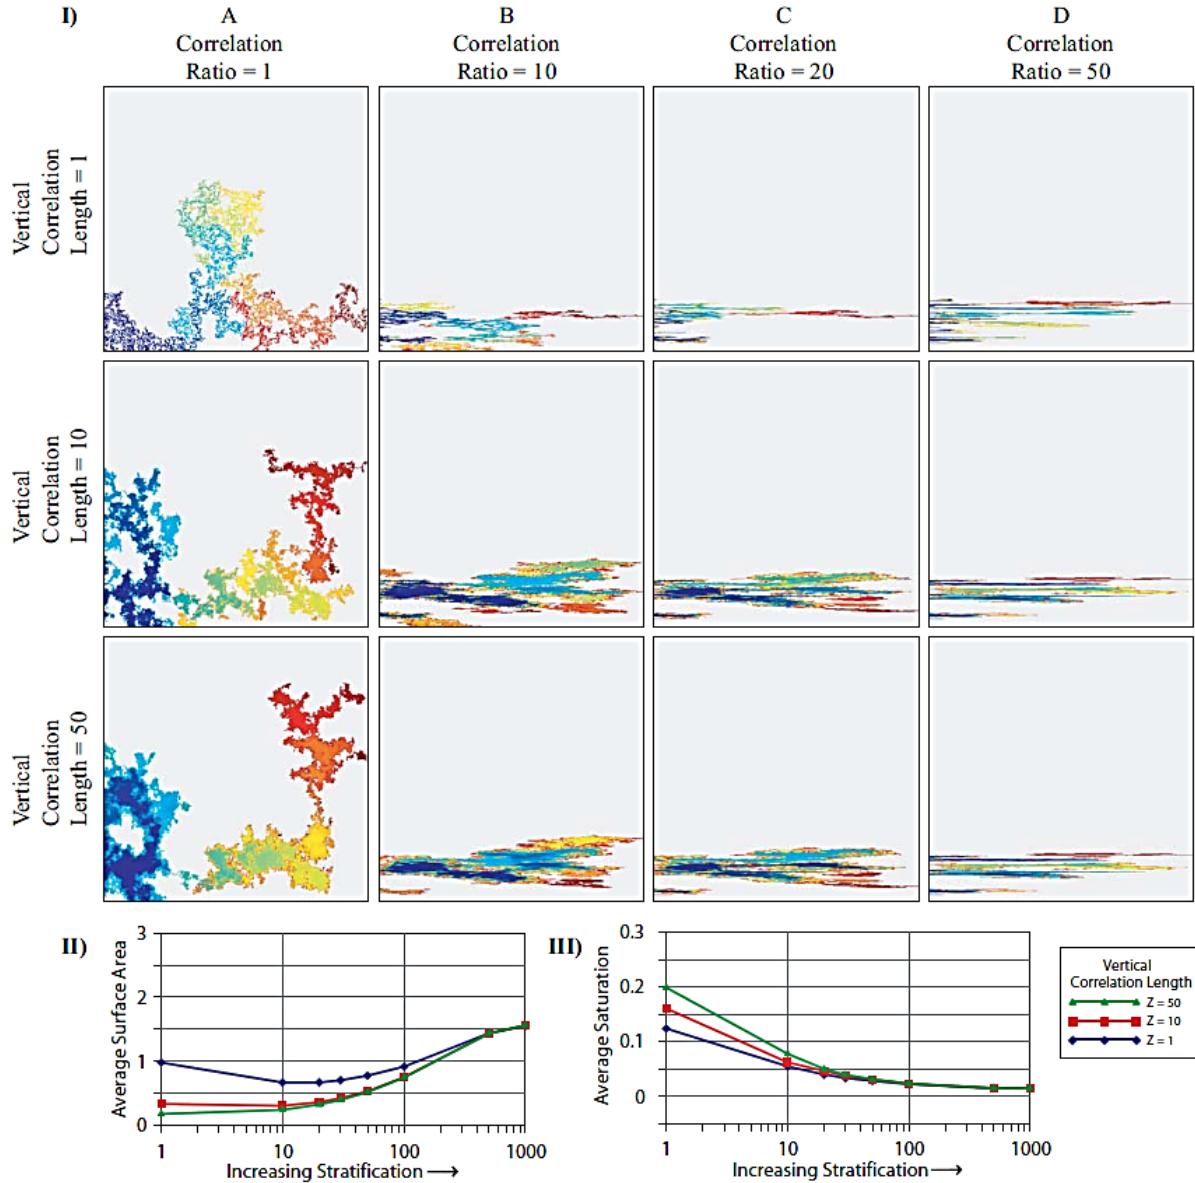 I)
A
Correlation
Ratio = 1
B
Correlation
Ratio = 10
C
Correlation
Ratio = 20
D
Correlation
Ratio = 50
Vertical
Correlation
Length = 1
Vertical
Correlation
Length = 10
Vertical
Correlation
Length = 50
II)
Average Surface Area
3
2
1
0
1
10
100
1000
Increasing Stratification →
III)
Average Saturation
0.3
0.2
0.1
0
1
10
100
1000
Increasing Stratification →
Vertical
Correlation Length
Z = 50
Z = 10
Z = 1